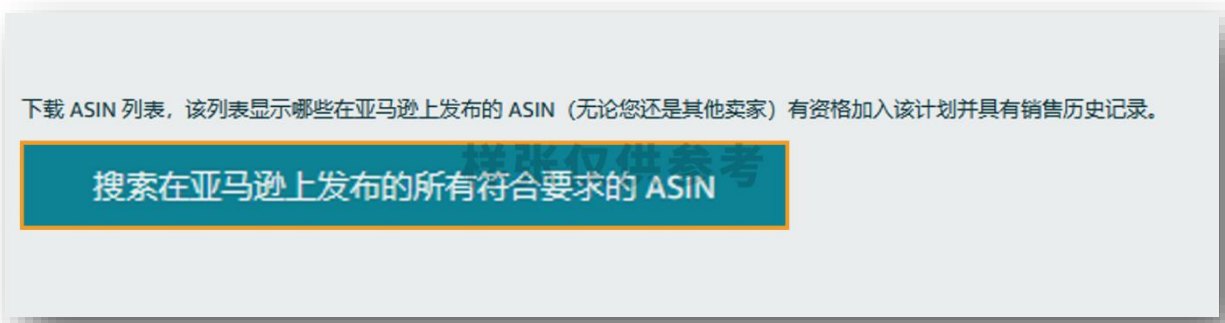 下载 ASIN 列表，该列表显示哪些在亚马逊上发布的 ASIN（无论您还是其他卖家）有资格加入该计划并具有销售历史记录。
样张仅供参考
搜索在亚马逊上发布的所有符合要求的 ASIN